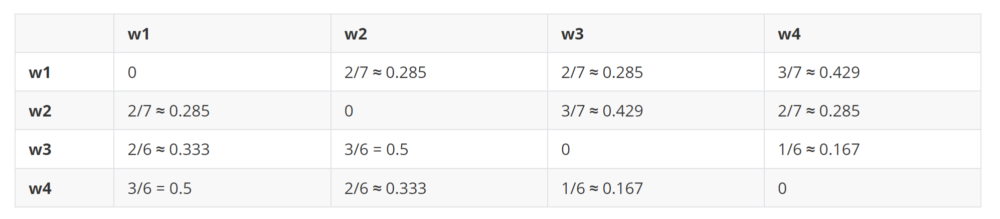 w1 w2 w3 w4
w1 0 2/7 ≈ 0.285 2/7 ≈ 0.285 3/7 ≈ 0.429
w2 2/7 ≈ 0.285 0 3/7 ≈ 0.429 2/7 ≈ 0.285
w3 2/6 ≈ 0.333 3/6 = 0.5 0 1/6 ≈ 0.167
w4 3/6 = 0.5 2/6 ≈ 0.333 1/6 ≈ 0.167 0